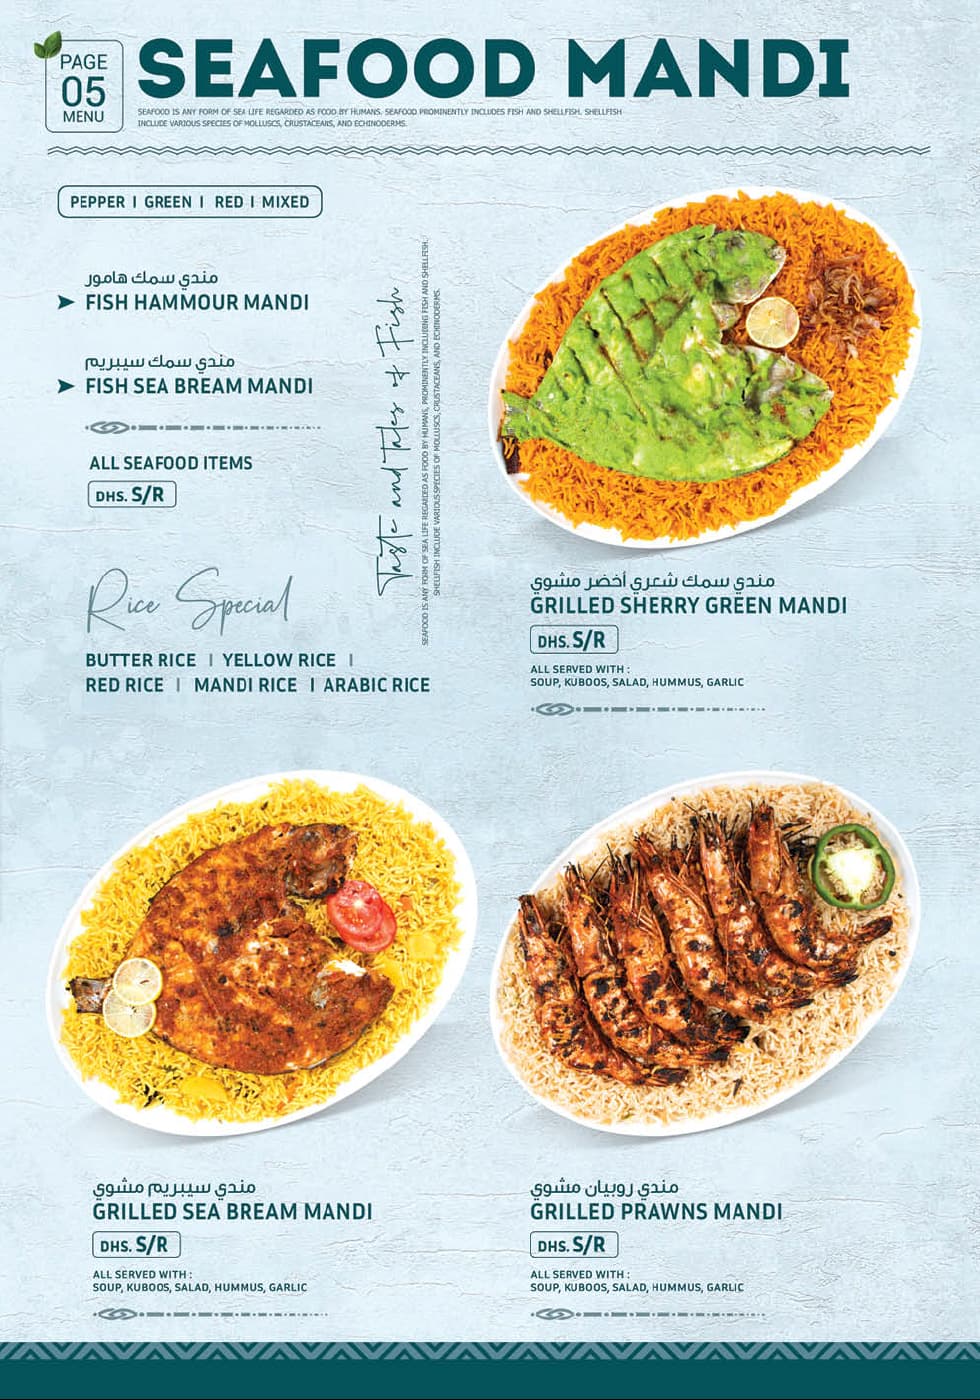 PAGE
05
MENU
SEAFOOD MANDI
SEAFOOD IS ANY FORM OF SEA LIFE REGARDED AS FOOD BY HUMANS. SEAFOOD PROMINENTLY INCLUDES FISH AND SHELLFISH. SHELLFISH
INCLUDE VARIOUS SPECIES OF MOLLUSCS, CRUSTACEANS, AND ECHINODERMS.
PEPPER I GREEN I RED I MIXED
مندي سمك هامور
FISH HAMMOUR MANDI
مندي سمك سيبريم
FISH SEA BREAM MANDI
ALL SEAFOOD ITEMS
DHS. S/R
Taste and Tales of Fish
SEAFOOD IS ANY FORM OF SEA LIFE REGARDED AS FOOD BY HUMANS, PROMINENTLY INCLUDING FISH AND SHELLFISH.
SHELLFISH INCLUDE VARIOUS SPECIES OF MOLLUSCS, CRUSTACEANS, AND ECHINODERMS.
Rice Special
BUTTER RICE I YELLOW RICE I
RED RICE I MANDI RICE I ARABIC RICE
مندي سمك شعري أخضر مشوي
GRILLED SHERRY GREEN MANDI
DHS. S/R
ALL SERVED WITH :
SOUP, KUBOOS, SALAD, HUMMUS, GARLIC
مندي سيبريم مشوي
GRILLED SEA BREAM MANDI
DHS. S/R
ALL SERVED WITH :
SOUP, KUBOOS, SALAD, HUMMUS, GARLIC
مندي روبيان مشوي
GRILLED PRAWNS MANDI
DHS. S/R
ALL SERVED WITH :
SOUP, KUBOOS, SALAD, HUMMUS, GARLIC